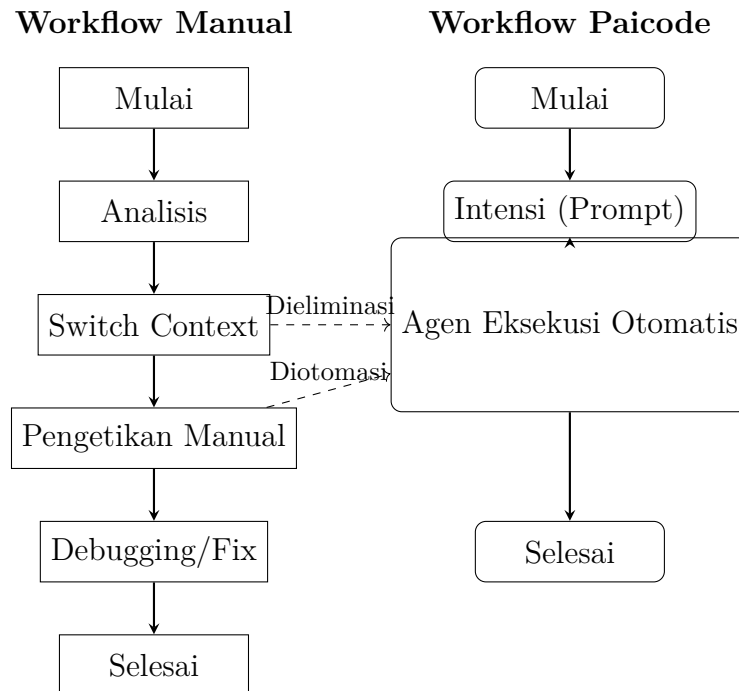 Workflow Manual
Workflow Paicode
Mulai
Mulai
Analisis
Intensi (Prompt)
Dieliminasi
Switch Context
Agen Eksekusi Otomatis
Diotomasi
Pengetikan Manual
Debugging/Fix
Selesai
Selesai